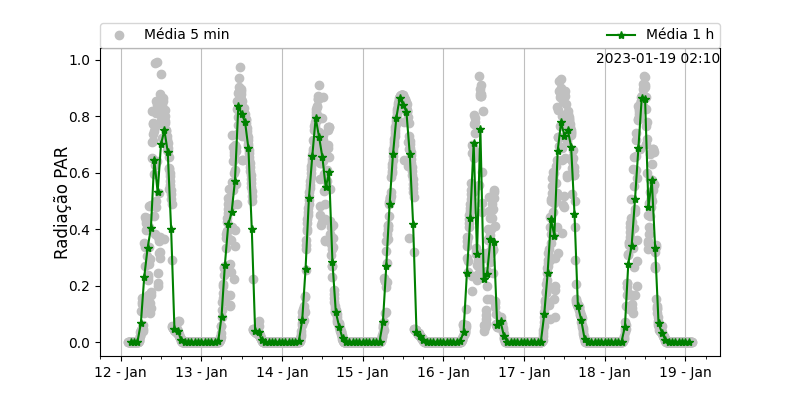 Média 5 min
Média 1 h
2023-01-19 02:10
Radiação PAR
1.0
0.8
0.6
0.4
0.2
0.0
12 - Jan
13 - Jan
14 - Jan
15 - Jan
16 - Jan
17 - Jan
18 - Jan
19 - Jan